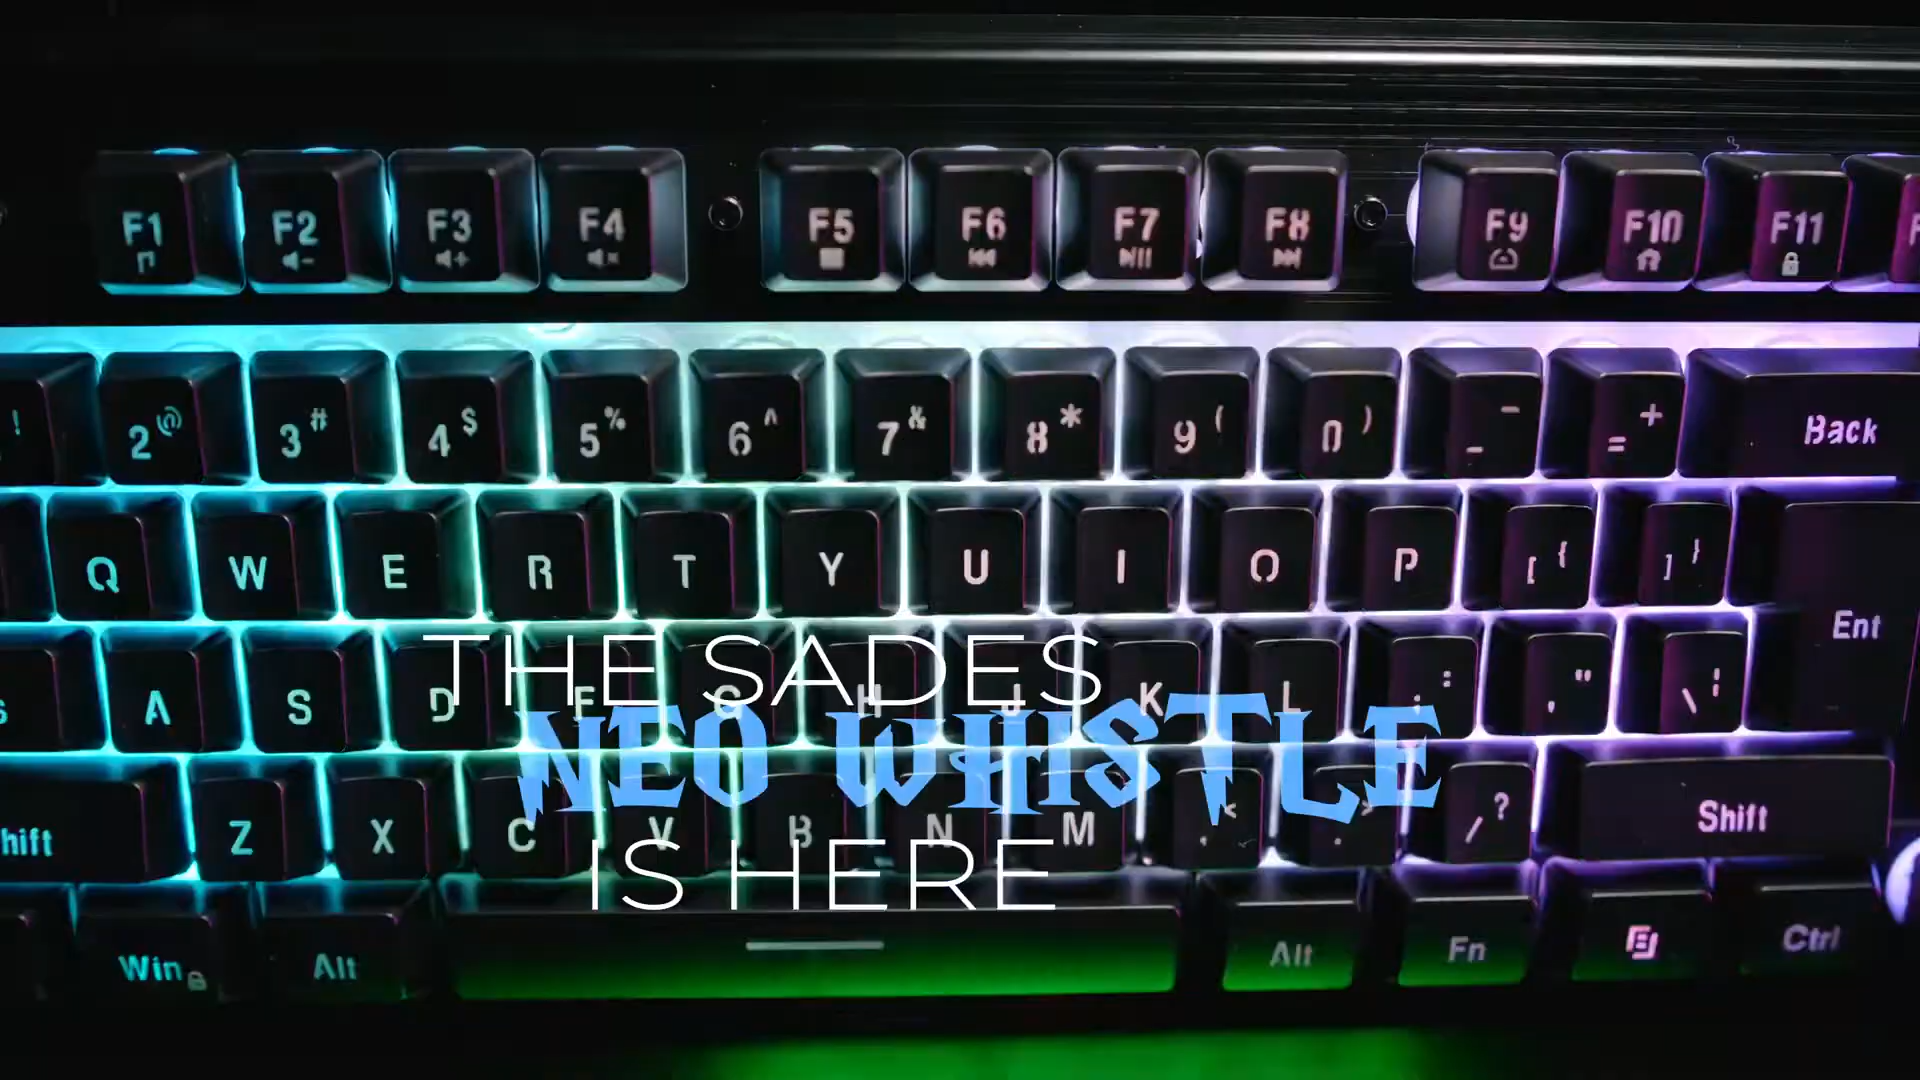 F1 F2 F3 F4 F5 F6 F7 F8 F9 F10 F11
! 2@ 3# 4$ 5% 6^ 7& 8* 9( 0) -_ =+ Back
Q W E R T Y U I O P [{ ]}
Ent
THE SADES
A S D F G H J K L ;: '" \¦
NEO WHISTLE
Z X C V B N M ,< .> /? Shift
IS HERE
Win Alt Alt Fn Ctrl